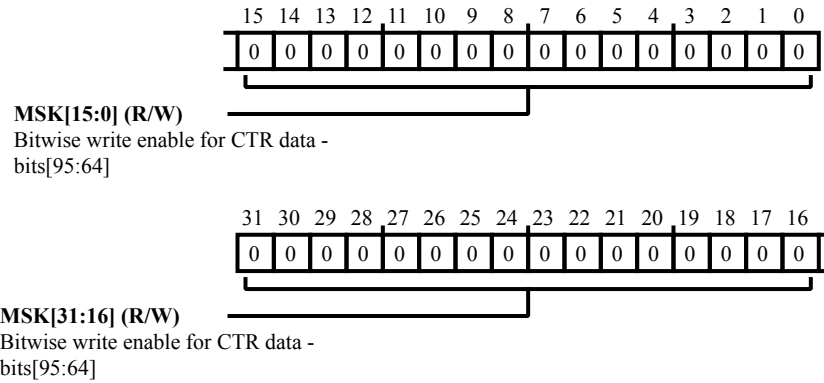 15 14 13 12 11 10 9 8 7 6 5 4 3 2 1 0
0 0 0 0 0 0 0 0 0 0 0 0 0 0 0 0
MSK[15:0] (R/W)
Bitwise write enable for CTR data -
bits[95:64]
31 30 29 28 27 26 25 24 23 22 21 20 19 18 17 16
0 0 0 0 0 0 0 0 0 0 0 0 0 0 0 0
MSK[31:16] (R/W)
Bitwise write enable for CTR data -
bits[95:64]